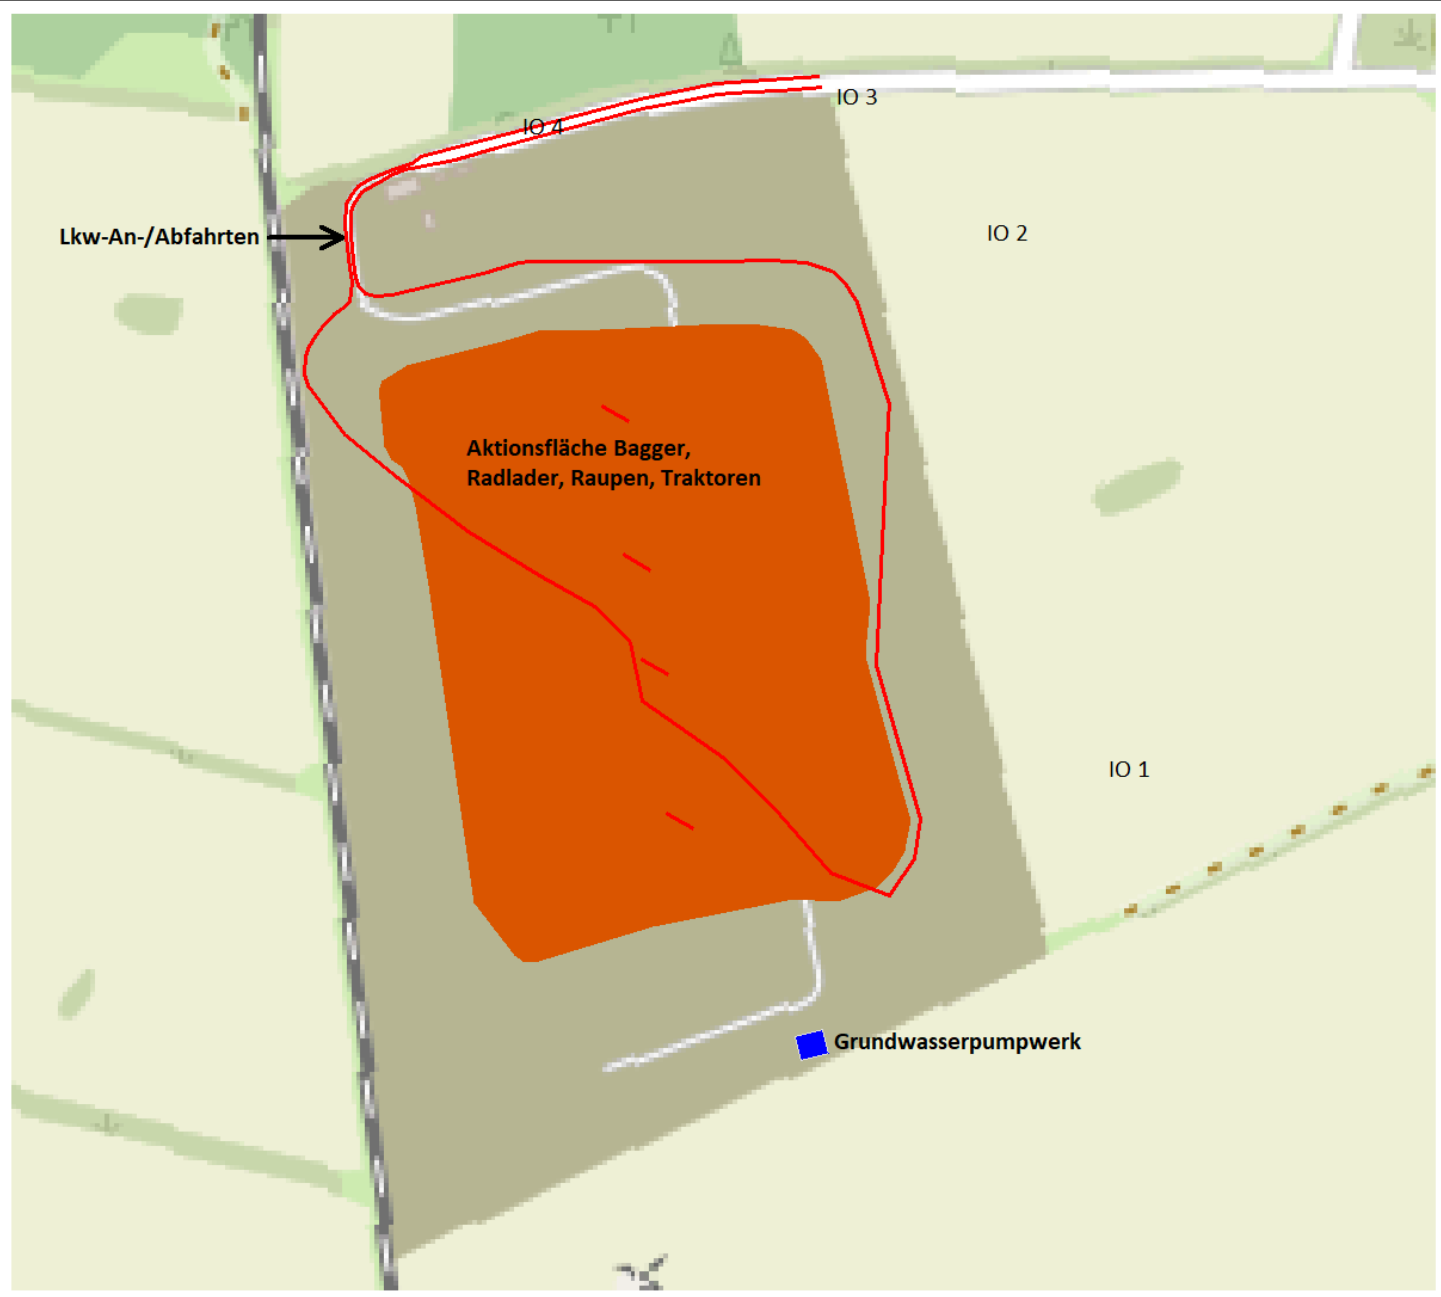 IO 3
IO 4
Lkw-An-/Abfahrten
IO 2
Aktionsfläche Bagger,
Radlader, Raupen, Traktoren
IO 1
Grundwasserpumpwerk